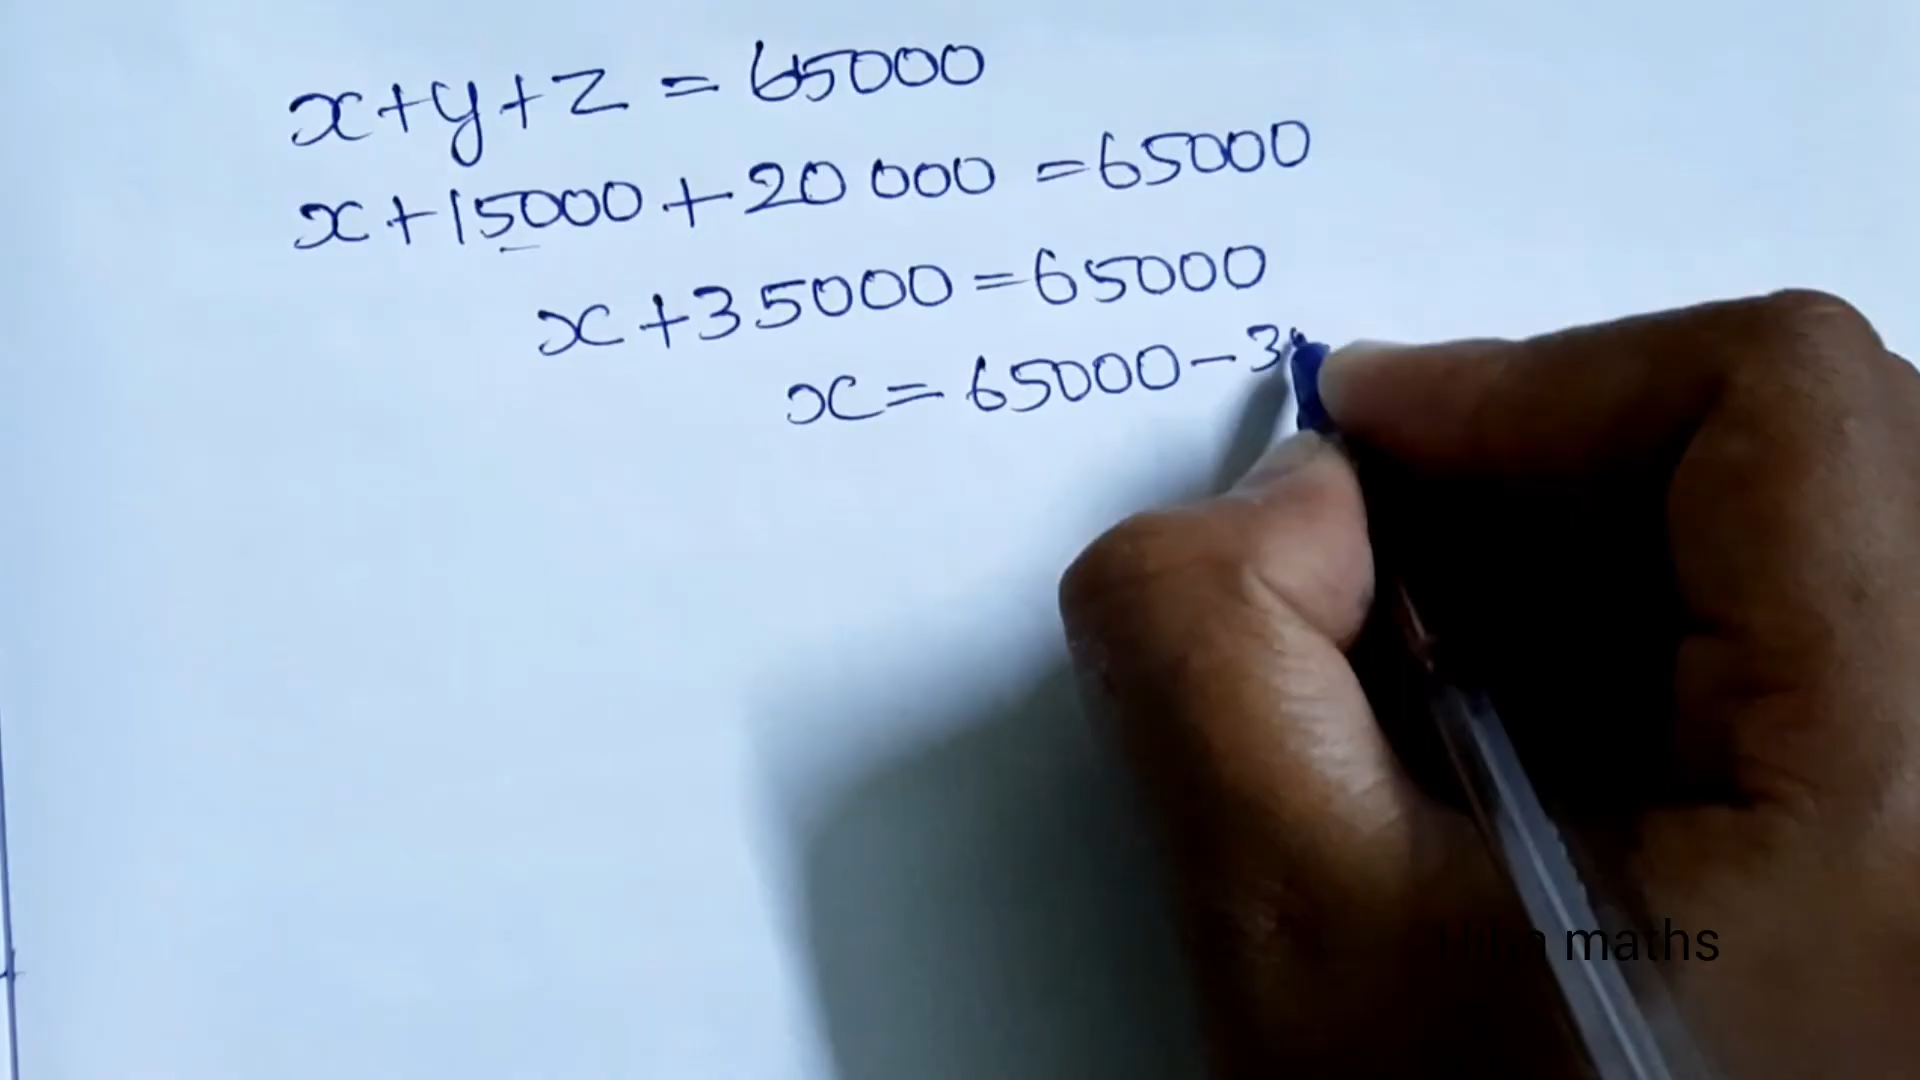 x+y+z = 65000
x+15000+20000 =65000
x+35000=65000
x= 65000-3
maths